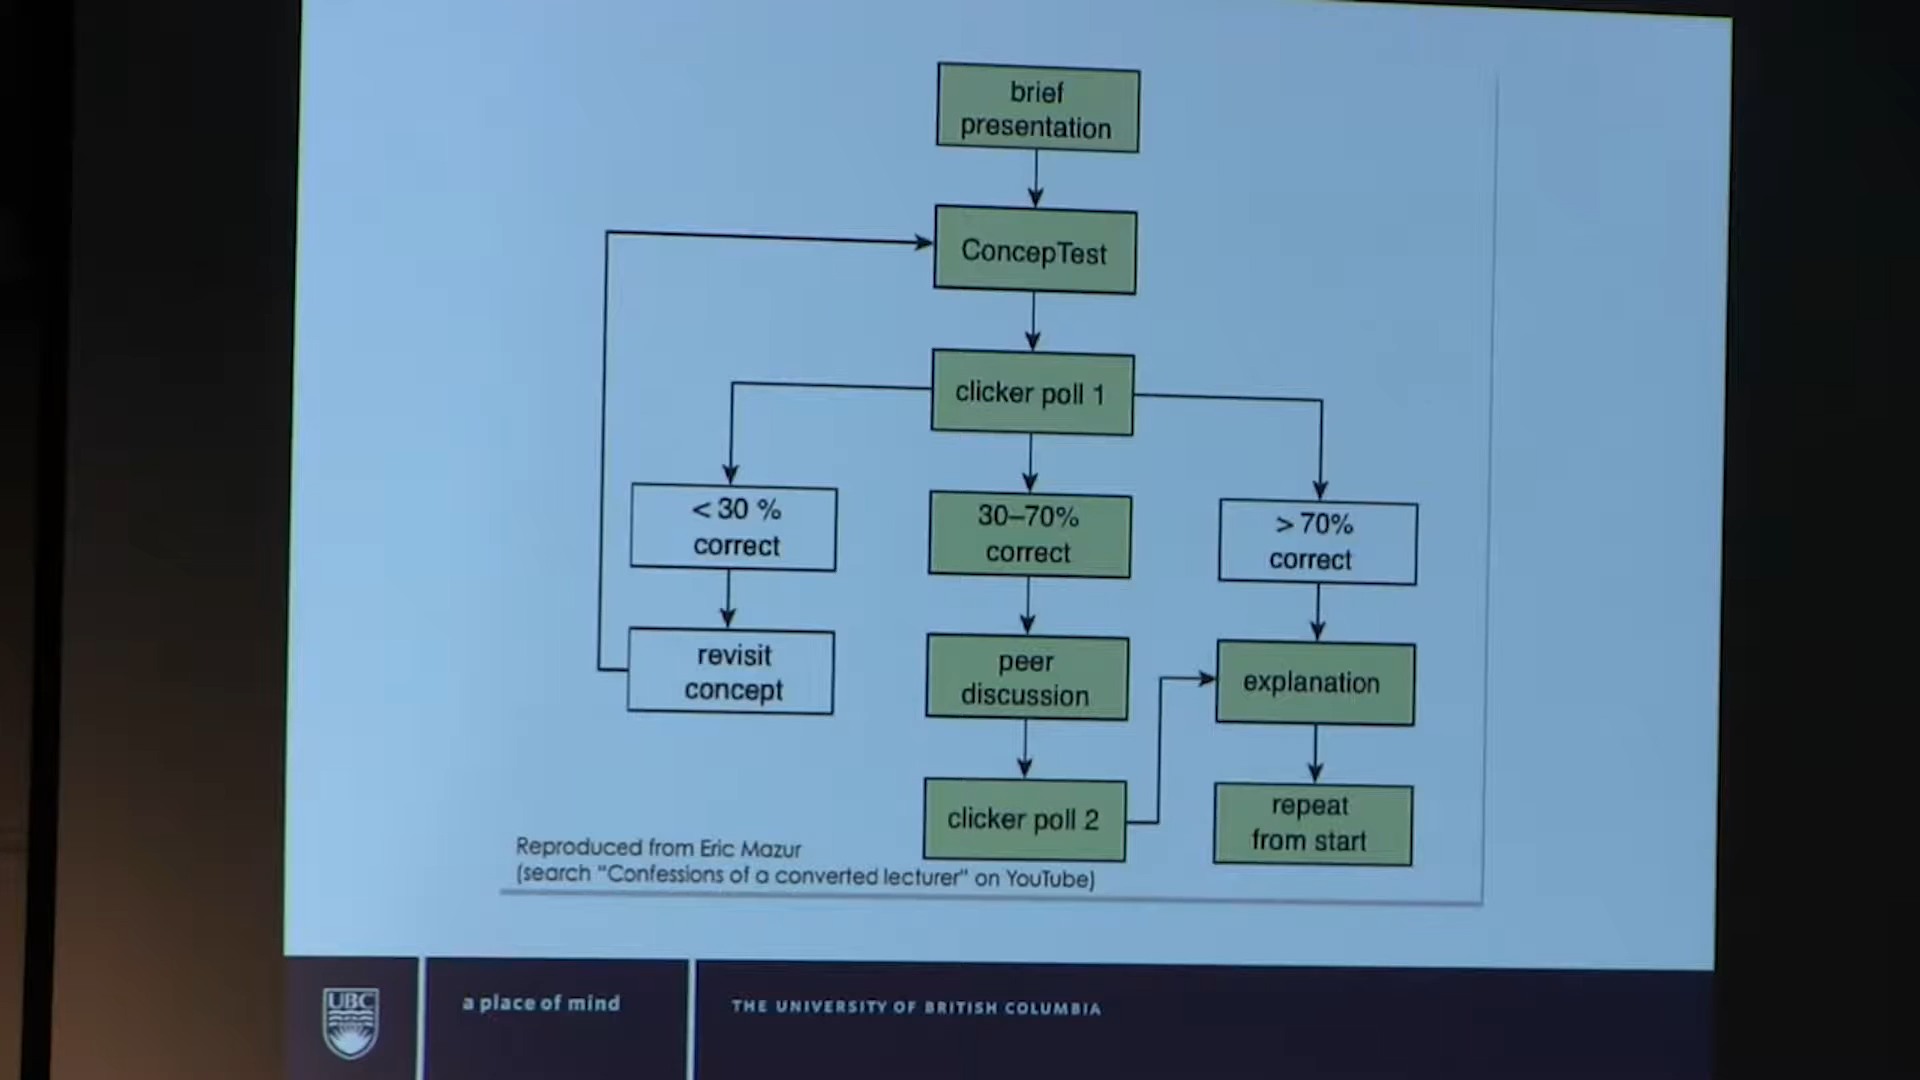 brief
presentation
ConcepTest
clicker poll 1
< 30 %
correct
30–70%
correct
> 70%
correct
revisit
concept
peer
discussion
explanation
clicker poll 2
repeat
from start
Reproduced from Eric Mazur
(search “Confessions of a converted lecturer” on YouTube)
UBC
a place of mind
THE UNIVERSITY OF BRITISH COLUMBIA